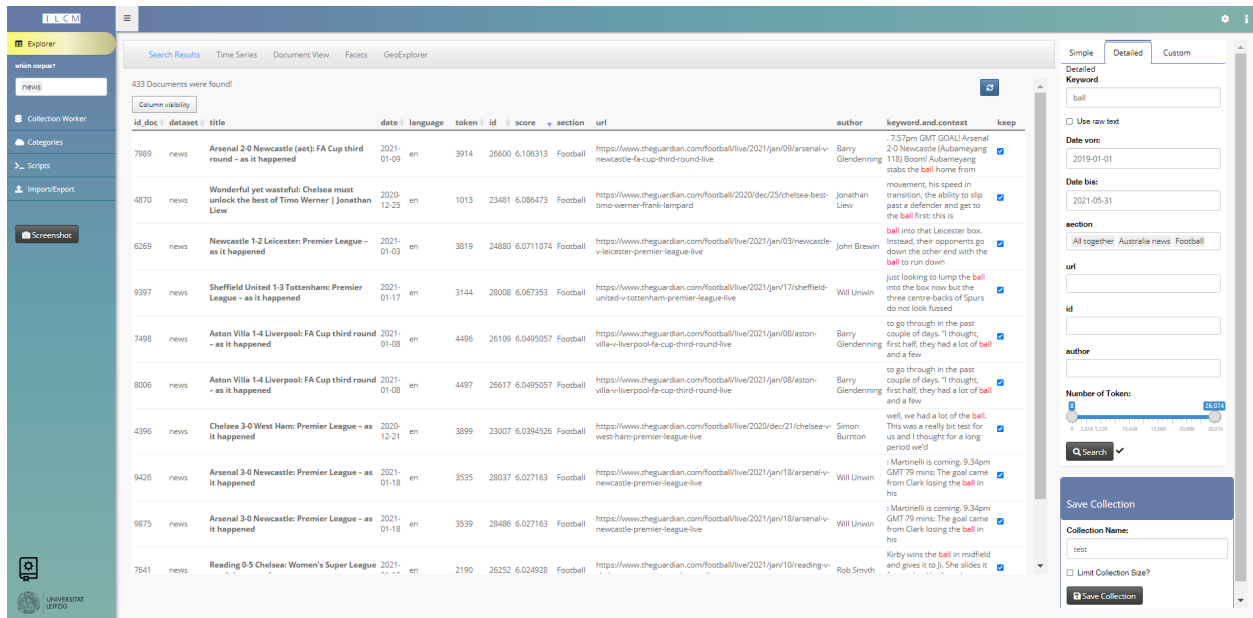 ILCM
Explorer
which corpus?
news
Collection Worker
Categories
Scripts
Import/Export
Screenshot
UNIVERSITÄT
LEIPZIG
Search Results Time Series Document View Facets GeoExplorer
433 Documents were found!
Column visibility
id_doc dataset title date language token id score section url author keyword.and.context keep
7989 news Arsenal 2-0 Newcastle (aet): FA Cup third round – as it happened 2021-01-09 en 3914 26600 6.106313 Football https://www.theguardian.com/football/live/2021/jan/09/arsenal-v-newcastle-fa-cup-third-round-live Barry Glendenning . 7.57pm GMT GOAL! Arsenal 2-0 Newcastle (Aubameyang 118) Boom! Aubameyang stabs the ball home from
4870 news Wonderful yet wasteful: Chelsea must unlock the best of Timo Werner | Jonathan Liew 2020-12-25 en 1013 23481 6.086473 Football https://www.theguardian.com/football/2020/dec/25/chelsea-best-timo-werner-frank-lampard Jonathan Liew movement, his speed in transition, the ability to slip past a defender and get to the ball first: this is
6269 news Newcastle 1-2 Leicester: Premier League – as it happened 2021-01-03 en 3819 24880 6.0711074 Football https://www.theguardian.com/football/live/2021/jan/03/newcastle-v-leicester-premier-league-live John Brewin ball into that Leicester box. Instead, their opponents go down the other end with the ball to run down
9397 news Sheffield United 1-3 Tottenham: Premier League – as it happened 2021-01-17 en 3144 28008 6.067353 Football https://www.theguardian.com/football/live/2021/jan/17/sheffield-united-v-tottenham-premier-league-live Will Unwin just looking to lump the ball into the box now but the three centre-backs of Spurs do not look fussed
7498 news Aston Villa 1-4 Liverpool: FA Cup third round – as it happened 2021-01-08 en 4496 26109 6.0495057 Football https://www.theguardian.com/football/live/2021/jan/08/aston-villa-v-liverpool-fa-cup-third-round-live Barry Glendenning to go through in the past couple of days. "I thought, first half, they had a lot of ball and a few
8006 news Aston Villa 1-4 Liverpool: FA Cup third round – as it happened 2021-01-08 en 4497 26617 6.0495057 Football https://www.theguardian.com/football/live/2021/jan/08/aston-villa-v-liverpool-fa-cup-third-round-live Barry Glendenning to go through in the past couple of days. "I thought, first half, they had a lot of ball and a few
4396 news Chelsea 3-0 West Ham: Premier League – as it happened 2020-12-21 en 3899 23007 6.0394526 Football https://www.theguardian.com/football/live/2020/dec/21/chelsea-v-west-ham-premier-league-live Simon Burnton well, we had a lot of the ball. This was a really bit test for us and I thought for a long period we'd
9426 news Arsenal 3-0 Newcastle: Premier League – as it happened 2021-01-18 en 3535 28037 6.027163 Football https://www.theguardian.com/football/live/2021/jan/18/arsenal-v-newcastle-premier-league-live Will Unwin : Martinelli is coming. 9.34pm GMT 79 mins: The goal came from Clark losing the ball in his
9875 news Arsenal 3-0 Newcastle: Premier League – as it happened 2021-01-18 en 3539 28486 6.027163 Football https://www.theguardian.com/football/live/2021/jan/18/arsenal-v-newcastle-premier-league-live Will Unwin : Martinelli is coming. 9.34pm GMT 79 mins: The goal came from Clark losing the ball in his
7641 news Reading 0-5 Chelsea: Women's Super League 2021- en 2190 26252 6.024928 Football https://www.theguardian.com/football/live/2021/jan/10/reading-v- Rob Smyth Kirby wins the ball in midfield and gives it to Ji. She slides it
Simple Detailed Custom
Detailed
Keyword
ball
Use raw text
Date von:
2019-01-01
Date bis:
2021-05-31
section
All together Australia news Football
url
id
author
Number of Token:
0 26,074
0 2,618 5,228 10,448 15,668 20,888 26,074
Search
Save Collection
Collection Name:
test
Limit Collection Size?
Save Collection